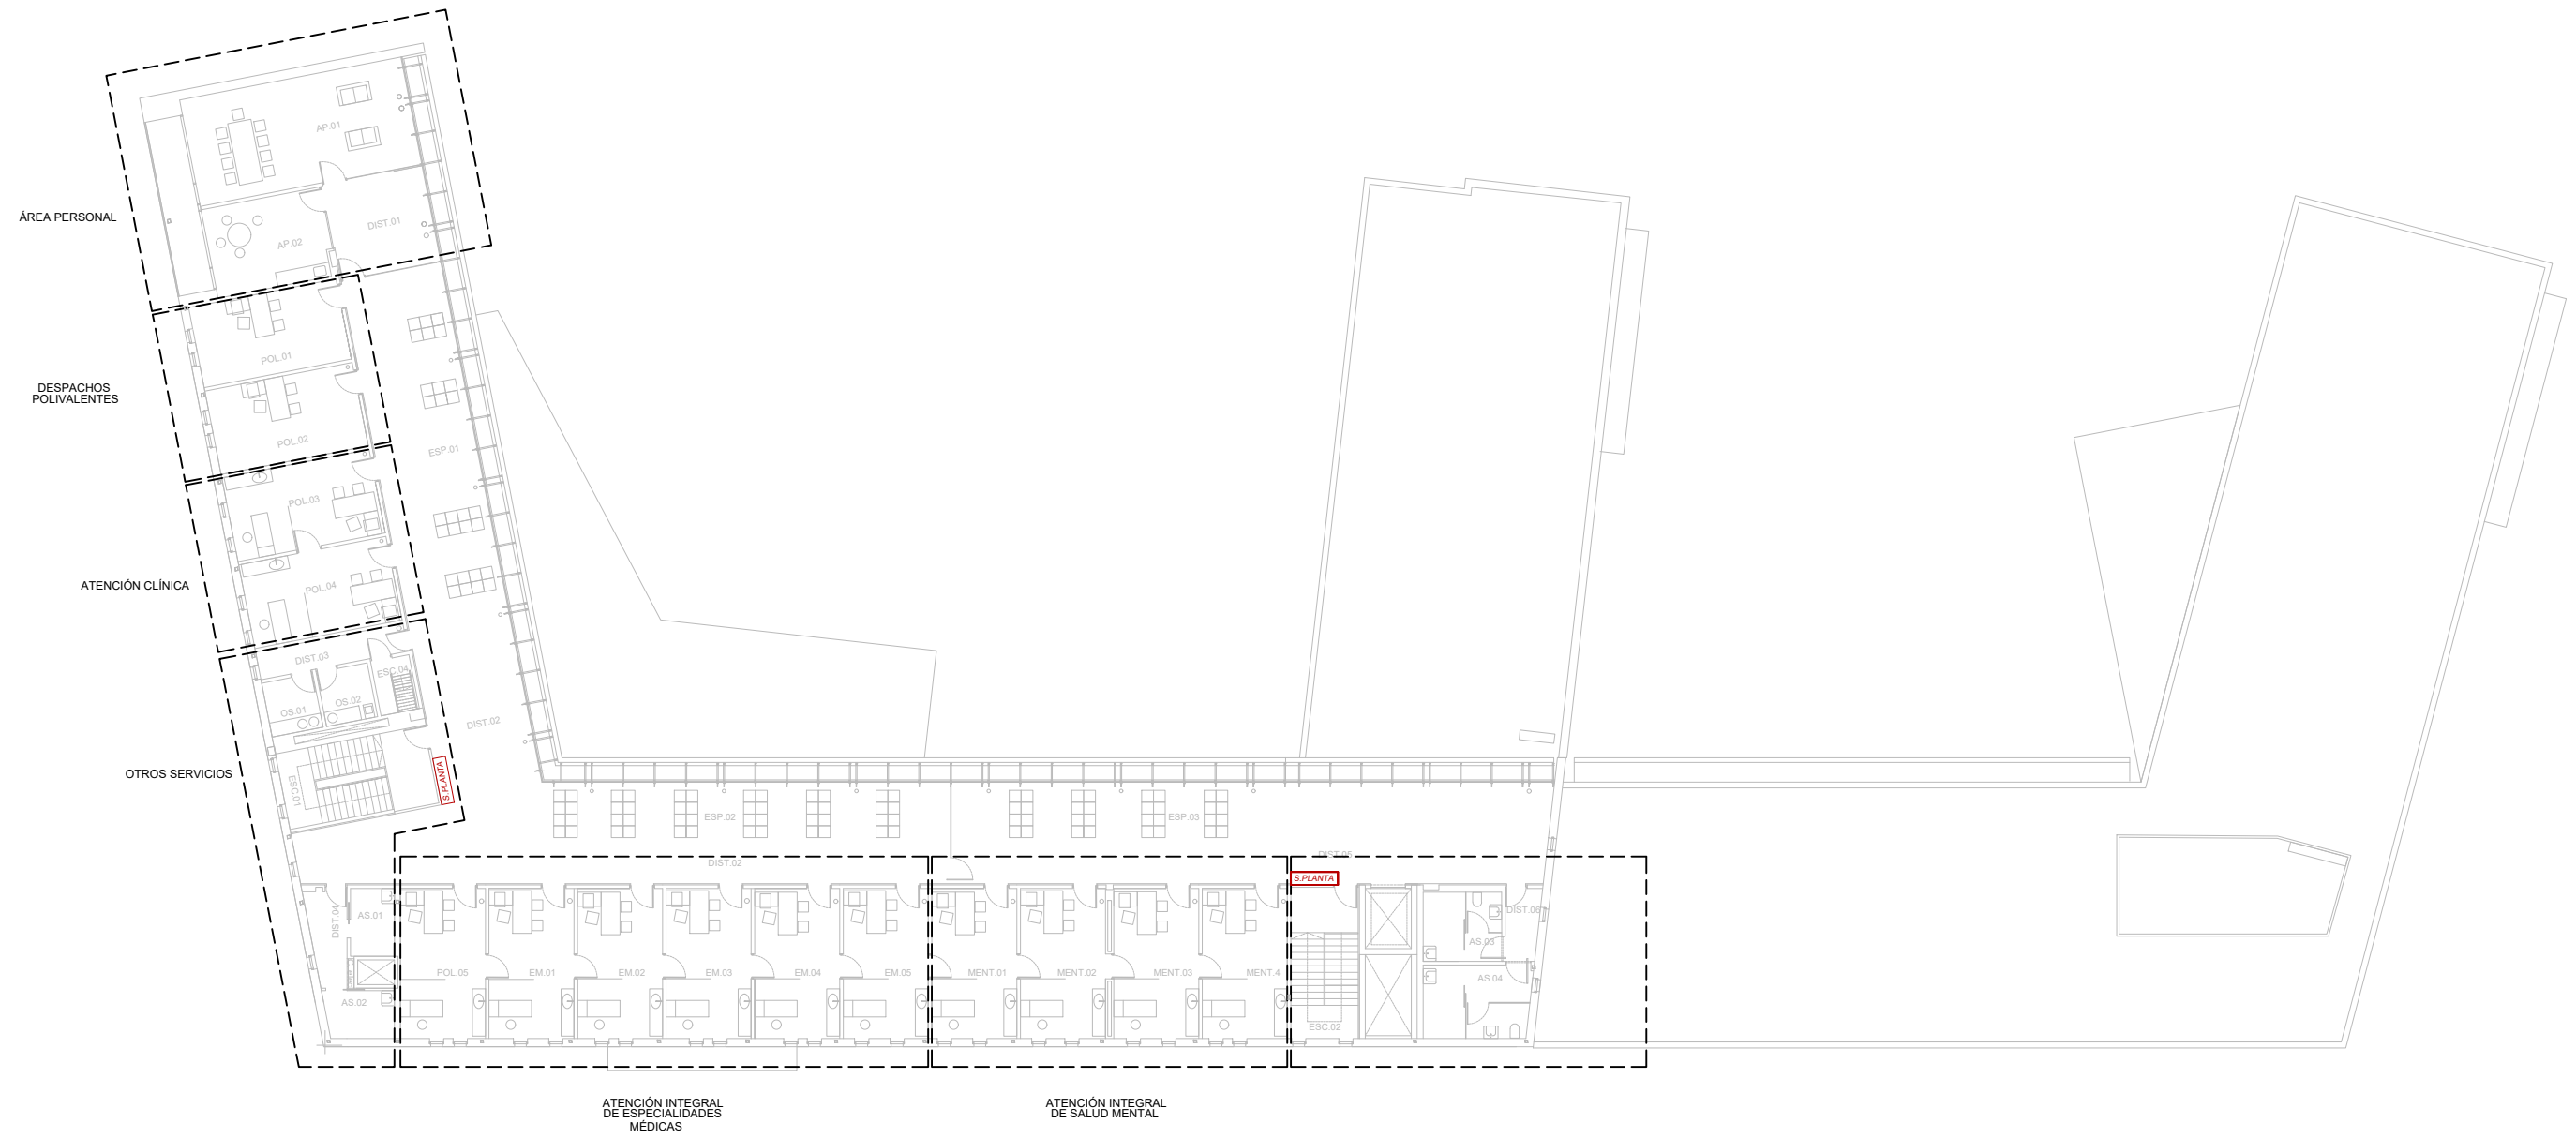 AP.01
ÁREA PERSONAL
DIST.01
AP.02
POL.01
DESPACHOS
POLIVALENTES
POL.02
ESP.01
POL.03
ATENCIÓN CLÍNICA
POL.04
DIST.03
ESC.04
OS.01
OS.02
DIST.02
OTROS SERVICIOS
ESC.01
S.PLANTA
ESP.02
ESP.03
DIST.02
DIST.05
S.PLANTA
DIST.04
AS.01
DIST.06
AS.03
POL.05
EM.01
EM.02
EM.03
EM.04
EM.05
MENT.01
MENT.02
MENT.03
MENT.4
AS.04
AS.02
ESC.02
ATENCIÓN INTEGRAL
DE ESPECIALIDADES
MÉDICAS
ATENCIÓN INTEGRAL
DE SALUD MENTAL